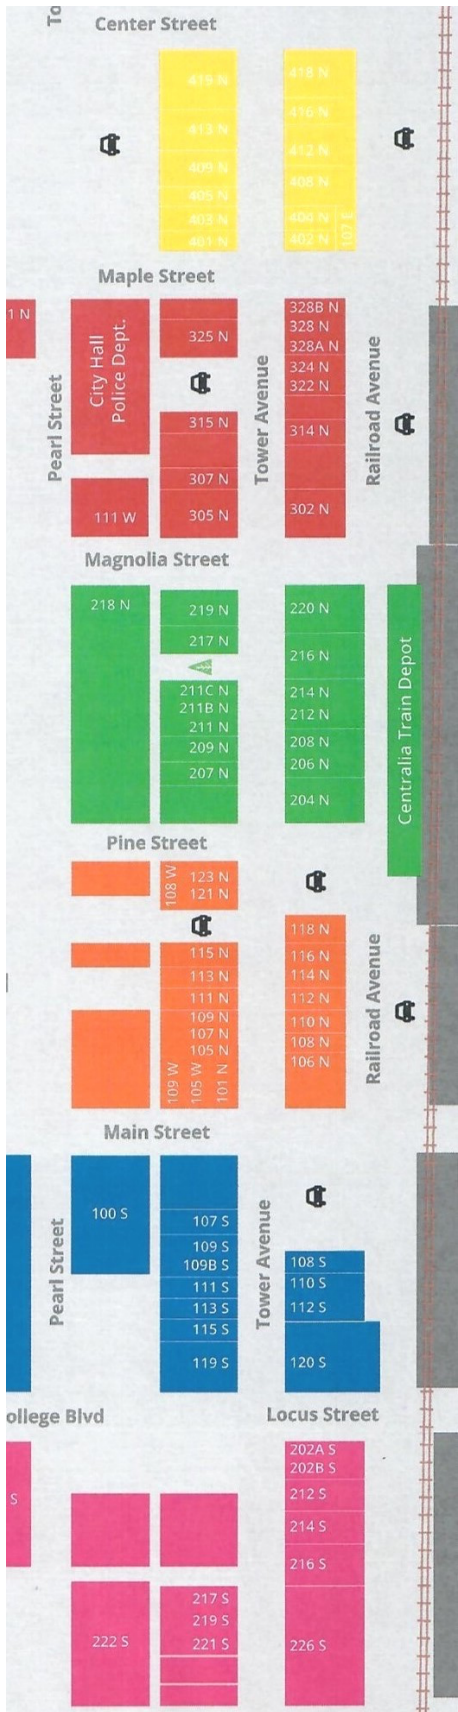 To
Center Street
419 N
418 N
416 N
413 N
412 N
409 N
408 N
405 N
403 N
404 N
401 N
402 N
107 E
Maple Street
1 N
City Hall
Police Dept.
325 N
328B N
328 N
328A N
324 N
322 N
315 N
314 N
307 N
305 N
302 N
111 W
Pearl Street
Tower Avenue
Railroad Avenue
Magnolia Street
218 N
219 N
217 N
211C N
211B N
211 N
209 N
207 N
220 N
216 N
214 N
212 N
208 N
206 N
204 N
Centralia Train Depot
Pine Street
108 W
123 N
121 N
115 N
113 N
111 N
109 N
107 N
105 N
109 W
105 W
101 N
118 N
116 N
114 N
112 N
110 N
108 N
106 N
Railroad Avenue
Main Street
100 S
107 S
109 S
109B S
111 S
113 S
115 S
119 S
108 S
110 S
112 S
120 S
Pearl Street
Tower Avenue
ollege Blvd
Locus Street
S
202A S
202B S
212 S
214 S
216 S
226 S
217 S
219 S
221 S
222 S